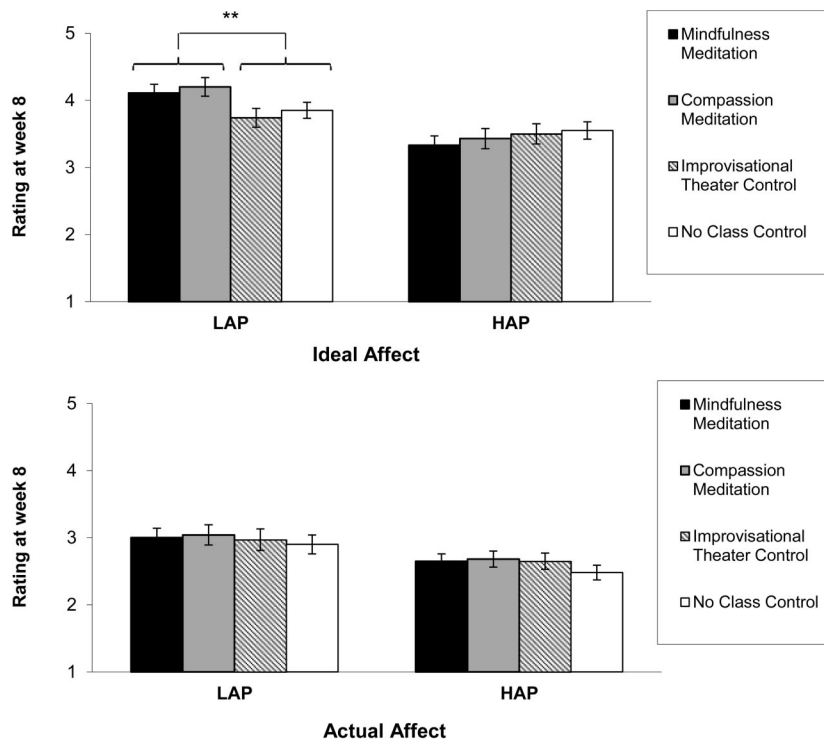 **
5
4
3
2
1
Rating at week 8
LAP
HAP
Ideal Affect
Mindfulness
Meditation
Compassion
Meditation
Improvisational
Theater Control
No Class Control
5
4
3
2
1
Rating at week 8
LAP
HAP
Actual Affect
Mindfulness
Meditation
Compassion
Meditation
Improvisational
Theater Control
No Class Control